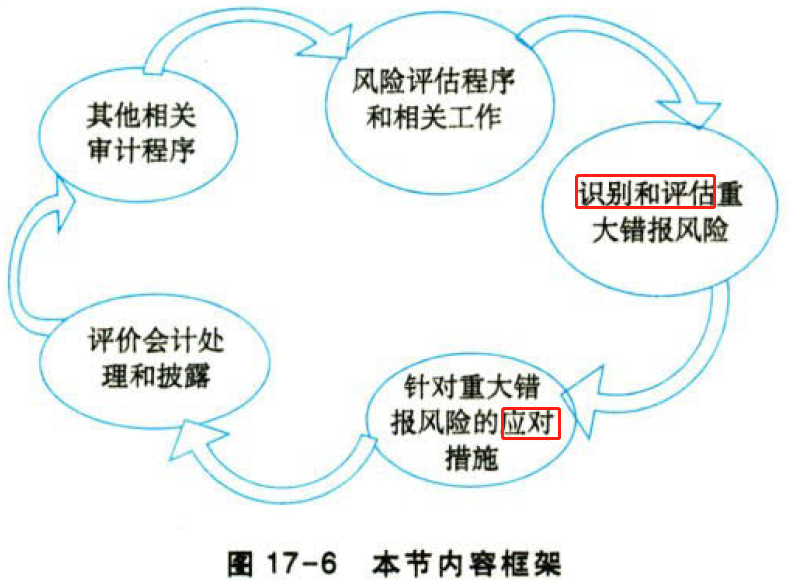 其他相关
审计程序
风险评估程序
和相关工作
识别和评估重
大错报风险
针对重大错
报风险的应对
措施
评价会计处
理和披露
图 17-6 本节内容框架